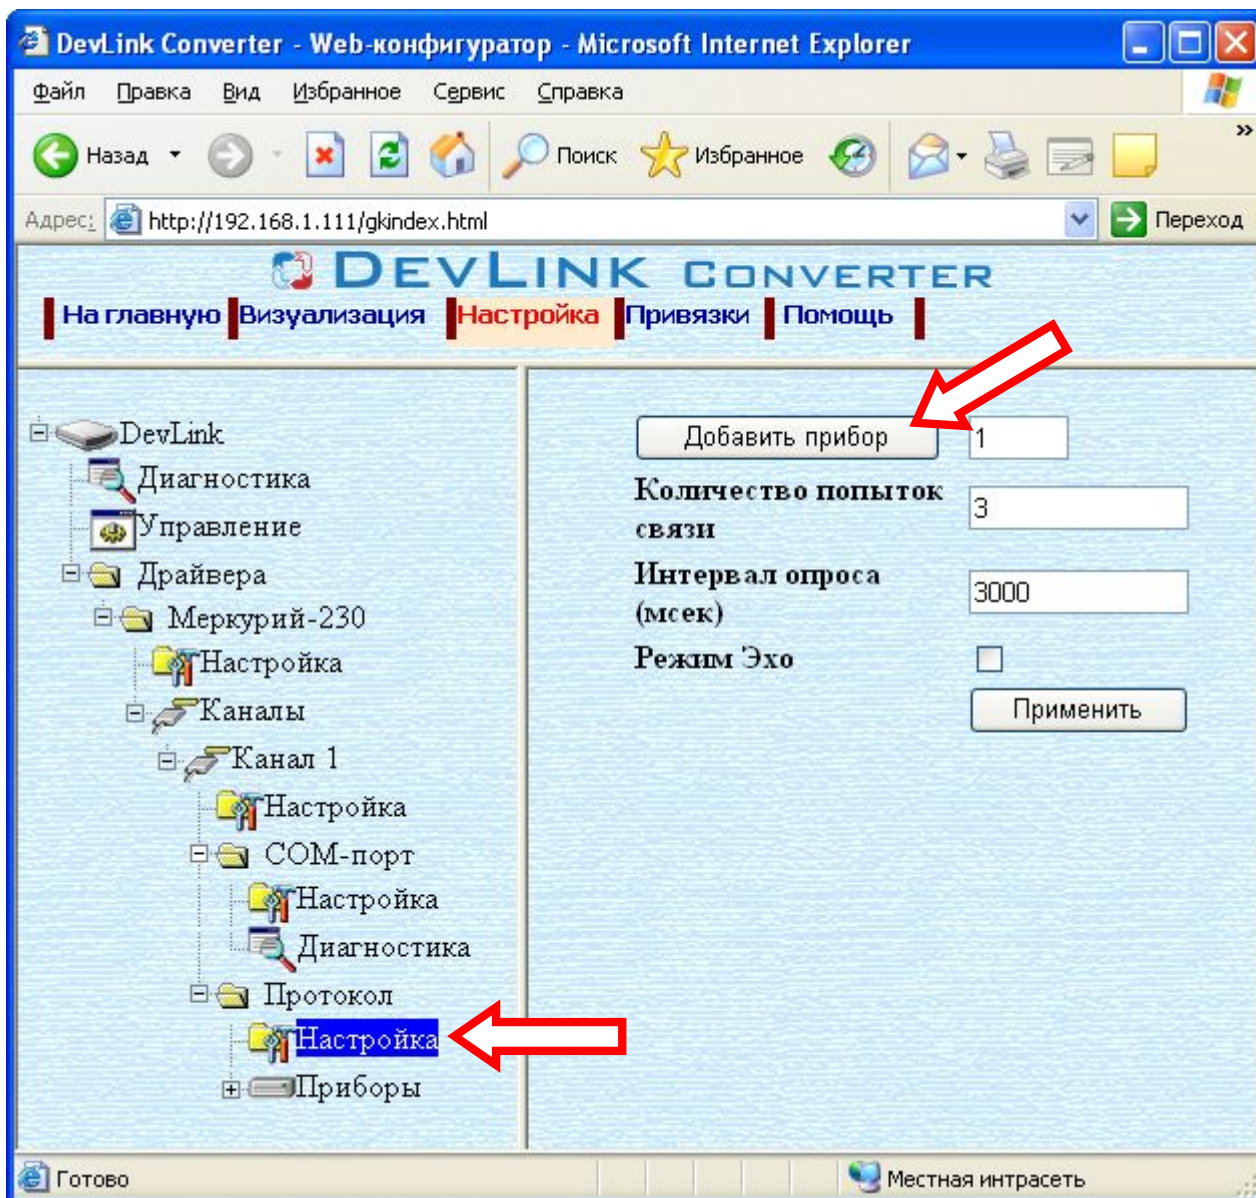 DevLink Converter - Web-конфигуратор - Microsoft Internet Explorer
Файл Правка Вид Избранное Сервис Справка
Назад Поиск Избранное »
Адрес: http://192.168.1.111/gkindex.html Переход
DEVLINK CONVERTER
На главную Визуализация Настройка Привязки Помощь
DevLink
Диагностика
Управление
Драйвера
Меркурий-230
Настройка
Каналы
Канал 1
Настройка
COM-порт
Настройка
Диагностика
Протокол
Настройка
Приборы
Добавить прибор 1
Количество попыток
связи
3
Интервал опроса
(мсек)
3000
Режим Эхо
Применить
Готово Местная интрасеть